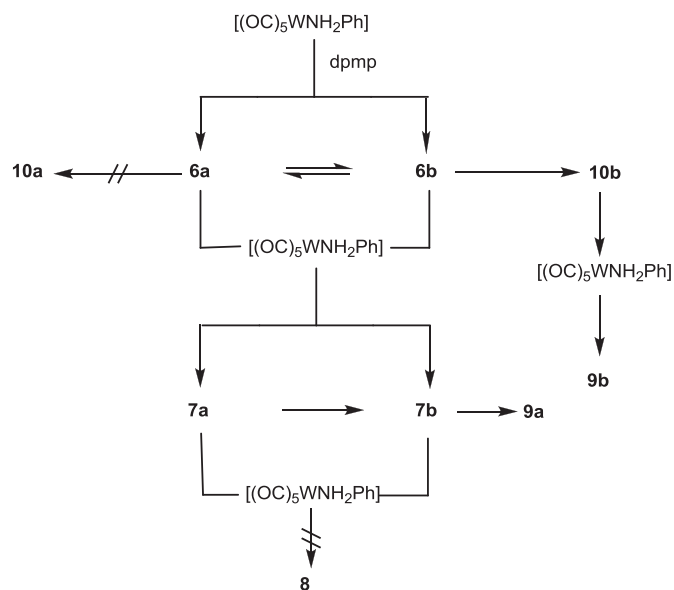 [(OC)5WNH2Ph]
dpmp
10a
6a
6b
10b
[(OC)5WNH2Ph]
[(OC)5WNH2Ph]
9b
7a
7b
9a
[(OC)5WNH2Ph]
8